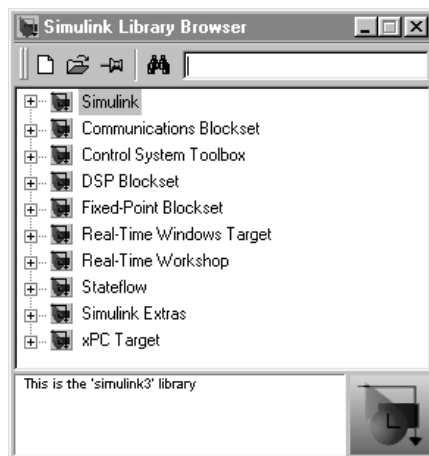 Simulink Library Browser
Simulink
Communications Blockset
Control System Toolbox
DSP Blockset
Fixed-Point Blockset
Real-Time Windows Target
Real-Time Workshop
Stateflow
Simulink Extras
xPC Target
This is the 'simulink3' library